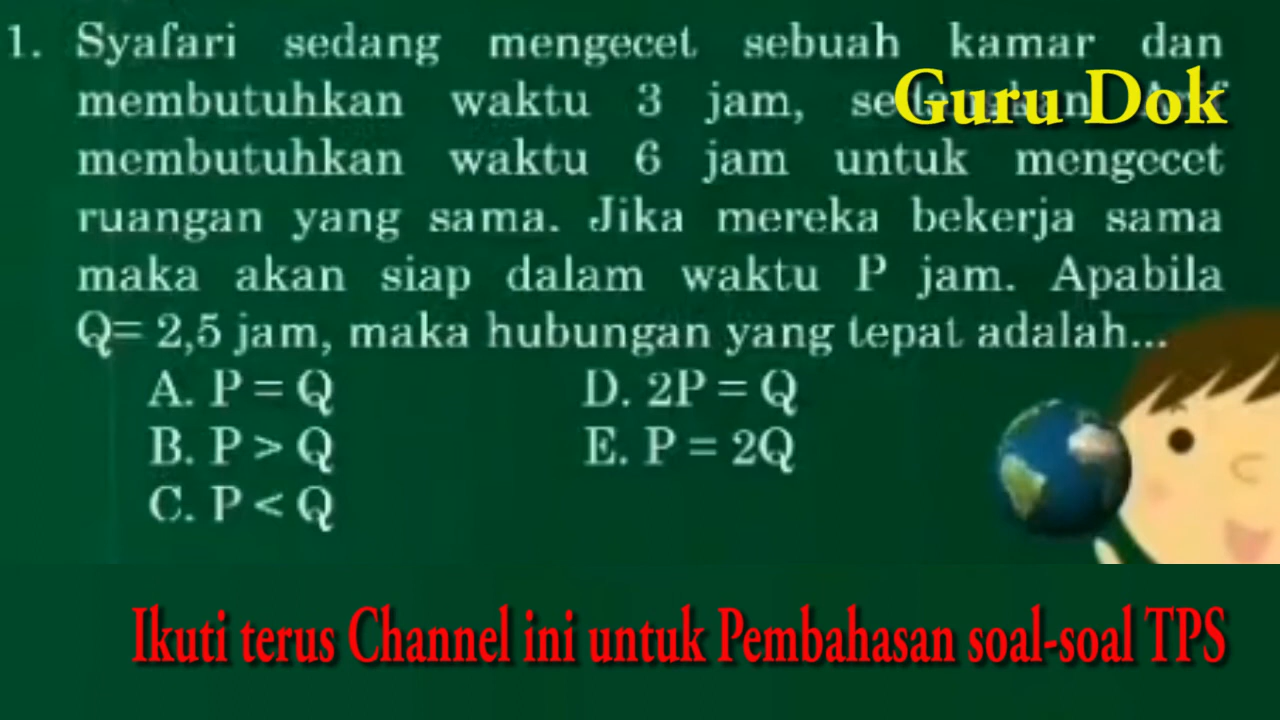 1. Syafari sedang mengecet sebuah kamar dan
Guru Dok
membutuhkan waktu 3 jam,
membutuhkan waktu 6 jam untuk mengecet
ruangan yang sama. Jika mereka bekerja sama
maka akan siap dalam waktu P jam. Apabila
Q= 2,5 jam, maka hubungan yang tepat adalah...
A. P = Q D. 2P = Q
B. P > Q E. P = 2Q
C. P < Q
Ikuti terus Channel ini untuk Pembahasan soal-soal TPS